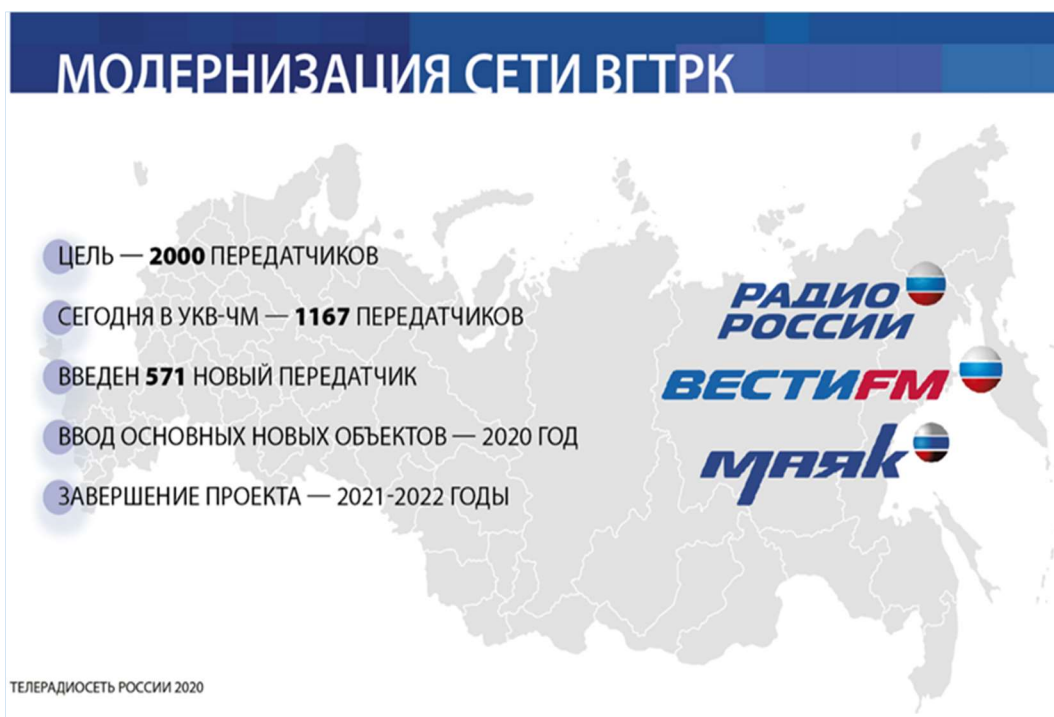 МОДЕРНИЗАЦИЯ СЕТИ ВГТРК
ЦЕЛЬ — 2000 ПЕРЕДАТЧИКОВ
СЕГОДНЯ В УКВ-ЧМ — 1167 ПЕРЕДАТЧИКОВ
ВВЕДЕН 571 НОВЫЙ ПЕРЕДАТЧИК
ВВОД ОСНОВНЫХ НОВЫХ ОБЪЕКТОВ — 2020 ГОД
ЗАВЕРШЕНИЕ ПРОЕКТА — 2021-2022 ГОДЫ
РАДИО
РОССИИ
ВЕСТИFM
маяк
ТЕЛЕРАДИОСЕТЬ РОССИИ 2020